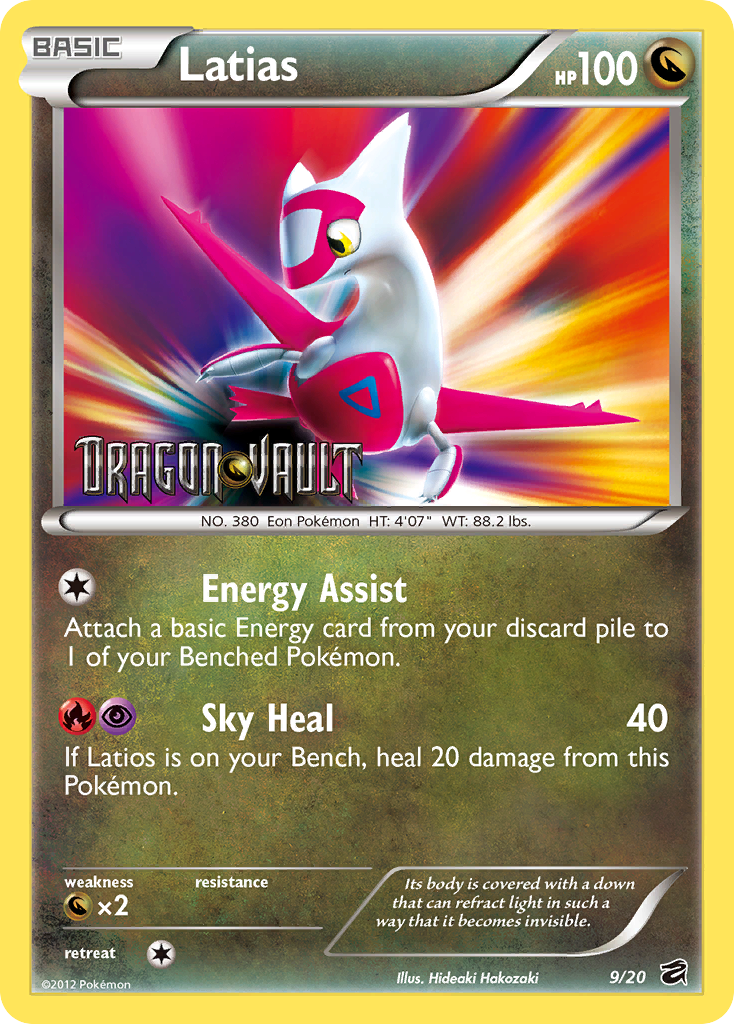 BASIC
Latias
HP100
DRAGON VAULT
NO. 380 Eon Pokémon HT: 4'07" WT: 88.2 lbs.
Energy Assist
Attach a basic Energy card from your discard pile to
1 of your Benched Pokémon.
Sky Heal 40
If Latios is on your Bench, heal 20 damage from this
Pokémon.
weakness
×2
resistance
retreat
Its body is covered with a down
that can refract light in such a
way that it becomes invisible.
©2012 Pokémon
Illus. Hideaki Hakozaki
9/20